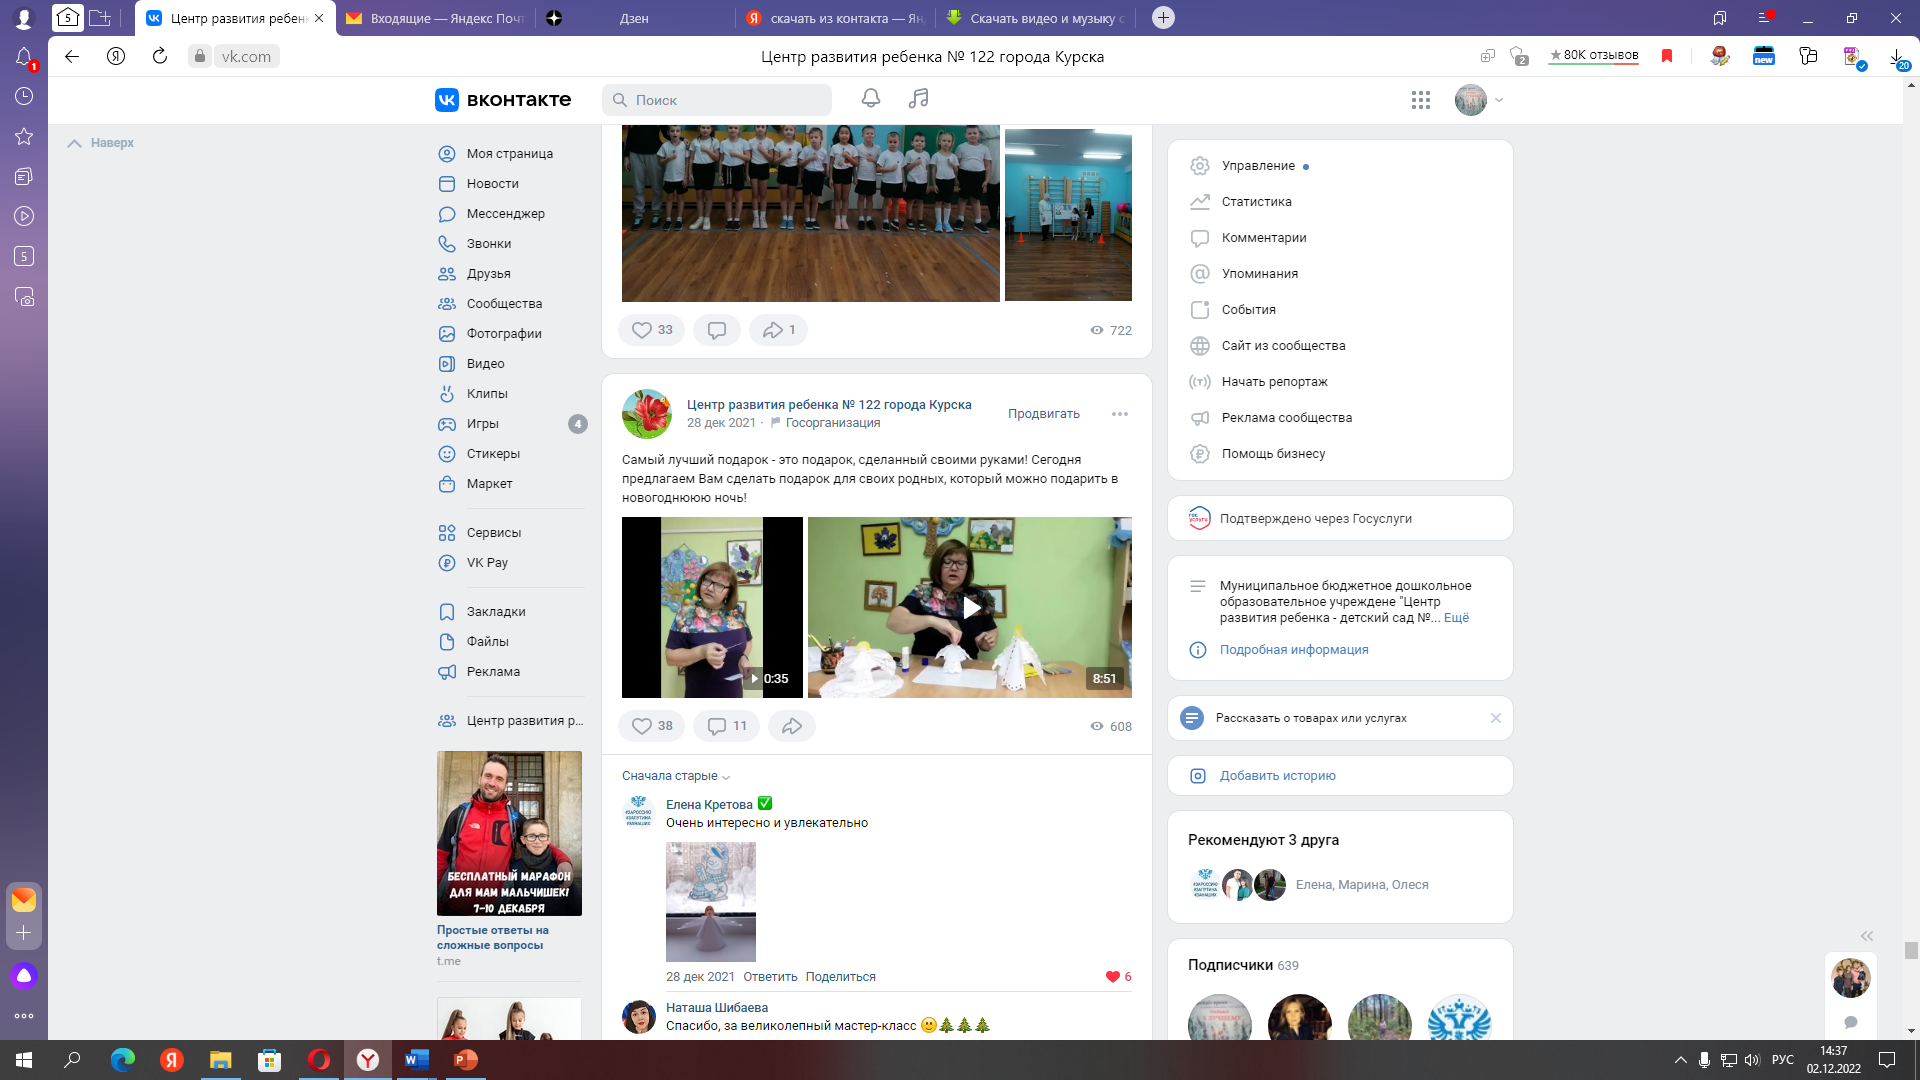 Центр развития ребен
Входящие — Яндекс Поч
Дзен
скачать из контакта — Ян
Скачать видео и музыку с
5
1
vk.com
Центр развития ребенка № 122 города Курска
2
80K отзывов
new
20
вконтакте
Поиск
Наверх
5
Моя страница
Новости
Мессенджер
Звонки
Друзья
Сообщества
Фотографии
Видео
Клипы
Игры
4
Стикеры
Маркет
Сервисы
VK Pay
Закладки
Файлы
Реклама
Центр развития р...
БЕСПЛАТНЫЙ МАРАФОН
ДЛЯ МАМ МАЛЬЧИШЕК!
7-10 ДЕКАБРЯ
Простые ответы на
сложные вопросы
t.me
33
1
722
Центр развития ребенка № 122 города Курска
28 дек 2021 · Госорганизация
Продвигать
Самый лучший подарок - это подарок, сделанный своими руками! Сегодня
предлагаем Вам сделать подарок для своих родных, который можно подарить в
новогоднюю ночь!
0:35
8:51
38
11
608
Сначала старые
Елена Кретова ✅
Очень интересно и увлекательно
28 дек 2021 Ответить Поделиться
6
Наташа Шибаева
Спасибо, за великолепный мастер-класс 🙂🎄🎄🎄
Управление
Статистика
Комментарии
Упоминания
События
Сайт из сообщества
Начать репортаж
Реклама сообщества
Помощь бизнесу
гос
услуги
Подтверждено через Госуслуги
Муниципальное бюджетное дошкольное
образовательное учреждене "Центр
развития ребенка - детский сад №... Ещё
Подробная информация
Рассказать о товарах или услугах
Добавить историю
Рекомендуют 3 друга
Елена, Марина, Олеся
Подписчики 639
РУС
14:37
02.12.2022